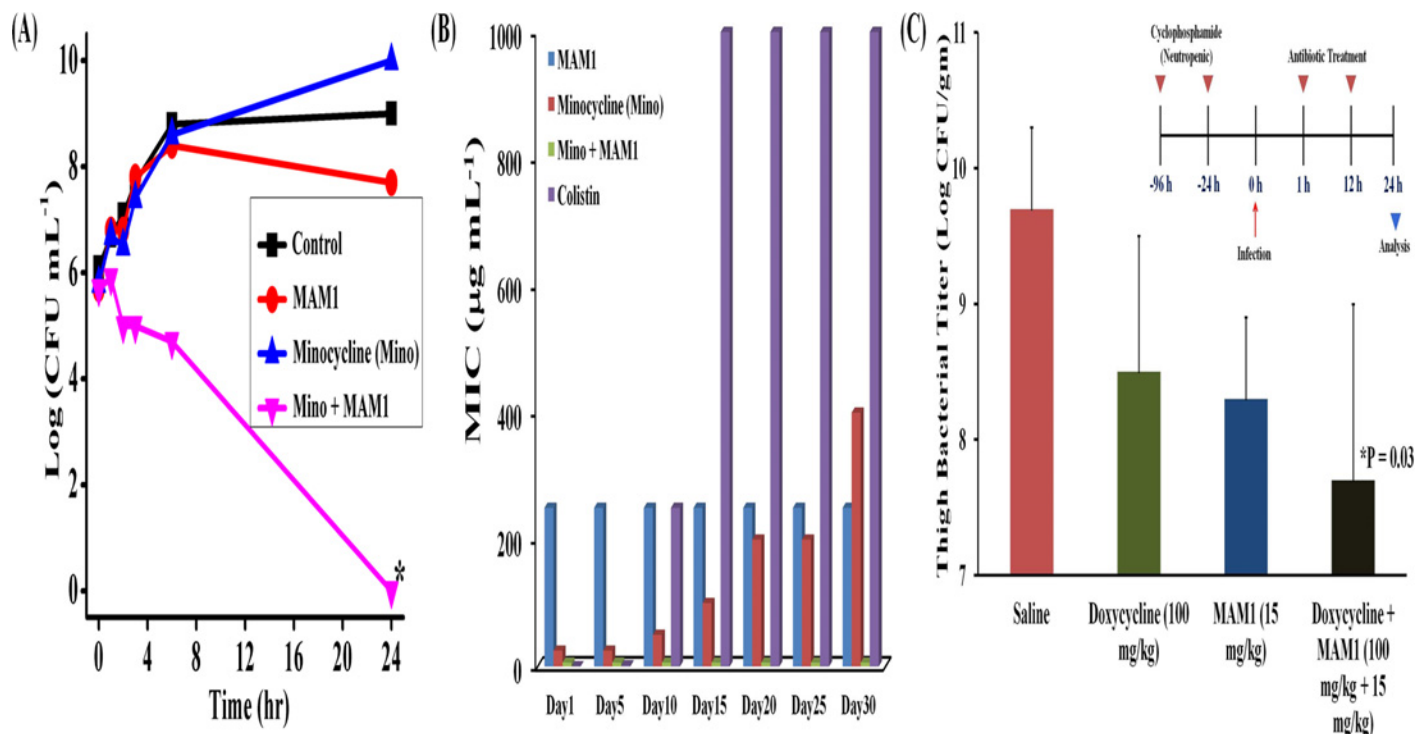 (A)
Log (CFU mL⁻¹)
10
8
6
4
2
0
Control
MAM1
Minocycline (Mino)
Mino + MAM1
*
0 4 8 12 16 20 24
Time (hr)
(B)
MIC (µg mL⁻¹)
1000
800
600
400
200
0
MAM1
Minocycline (Mino)
Mino + MAM1
Colistin
Day1 Day5 Day10 Day15 Day20 Day25 Day30
(C)
Thigh Bacterial Titer (Log CFU/gm)
11
10
9
8
7
Cyclophosphamide
(Neutropenic)
Antibiotic Treatment
-96 h -24 h 0 h 1 h 12 h 24 h
Infection
Analysis
*P = 0.03
Saline
Doxycycline (100
mg/kg)
MAM1 (15
mg/kg)
Doxycycline +
MAM1 (100
mg/kg + 15
mg/kg)